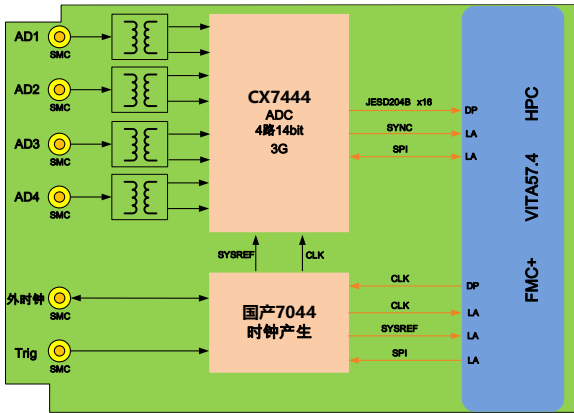 AD1
SMC
AD2
SMC
AD3
SMC
AD4
SMC
CX7444
ADC
4路14bit
3G
JESD204B x16
DP
SYNC
LA
SPI
LA
HPC
VITA57.4
FMC+
SYSREF
CLK
外时钟
SMC
Trig
SMC
国产7044
时钟产生
CLK
DP
CLK
LA
SYSREF
LA
SPI
LA